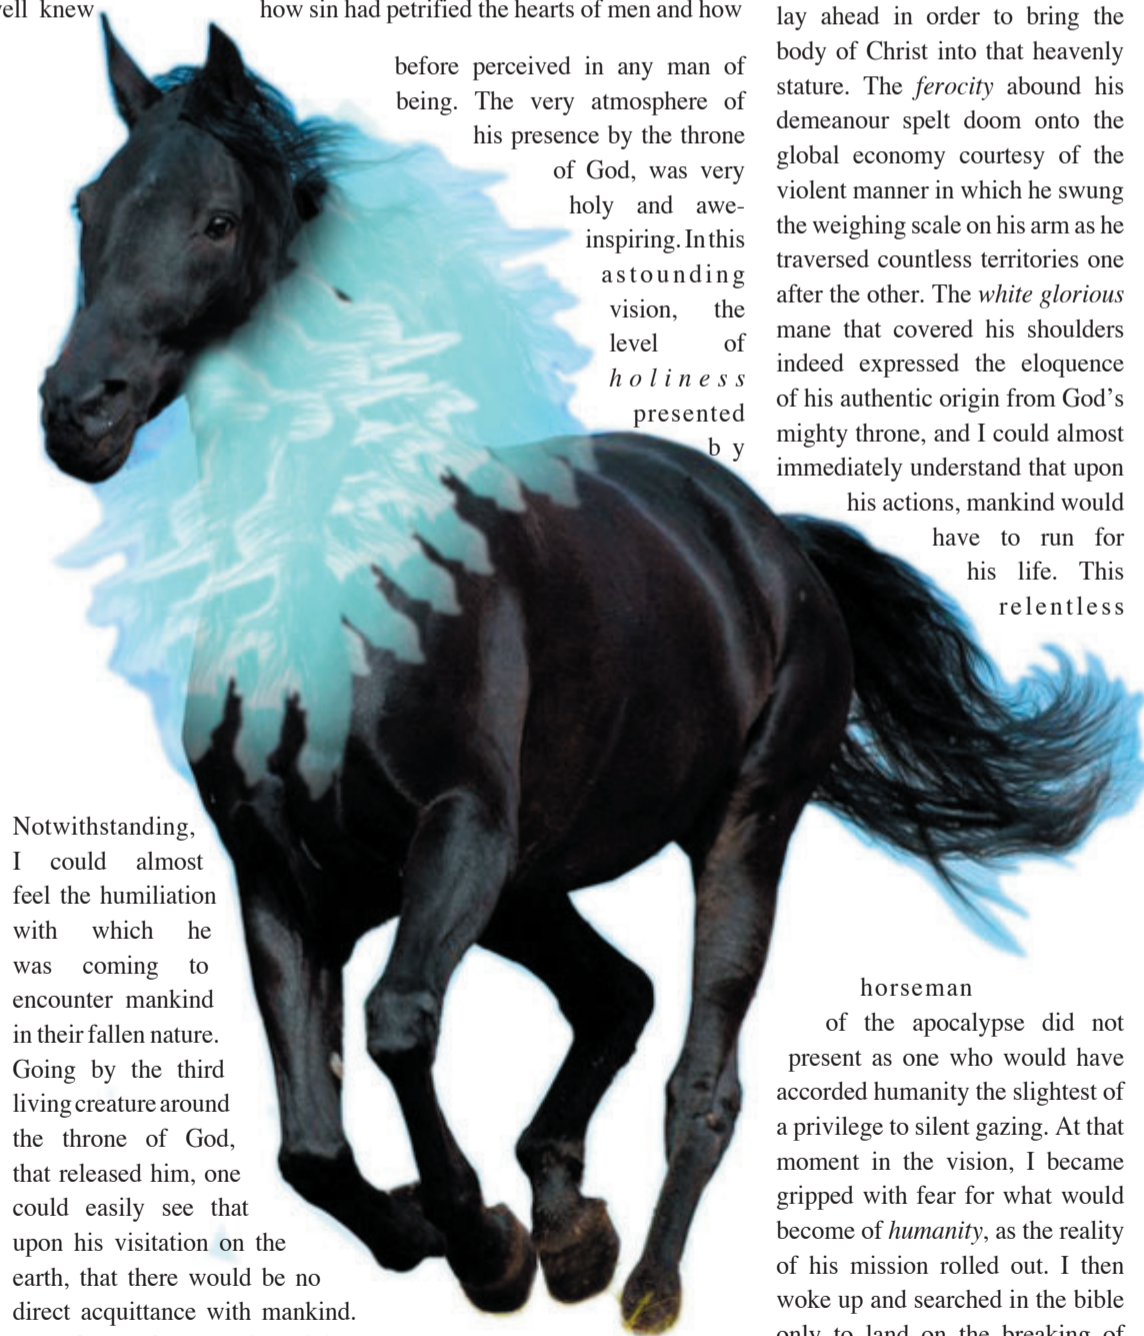 ell knew
how sin had petrified the hearts of men and how
before perceived in any man of
being. The very atmosphere of
his presence by the throne
of God, was very
holy and awe-
inspiring. In this
astounding
vision, the
level of
holiness
presented
by
Notwithstanding,
I could almost
feel the humiliation
with which he
was coming to
encounter mankind
in their fallen nature.
Going by the third
living creature around
the throne of God,
that released him, one
could easily see that
upon his visitation on the
earth, that there would be no
direct acquittance with mankind.
lay ahead in order to bring the
body of Christ into that heavenly
stature. The ferocity abound his
demeanour spelt doom onto the
global economy courtesy of the
violent manner in which he swung
the weighing scale on his arm as he
traversed countless territories one
after the other. The white glorious
mane that covered his shoulders
indeed expressed the eloquence
of his authentic origin from God’s
mighty throne, and I could almost
immediately understand that upon
his actions, mankind would
have to run for
his life. This
relentless
horseman
of the apocalypse did not
present as one who would have
accorded humanity the slightest of
a privilege to silent gazing. At that
moment in the vision, I became
gripped with fear for what would
become of humanity, as the reality
of his mission rolled out. I then
woke up and searched in the bible
only to land on the breaking of